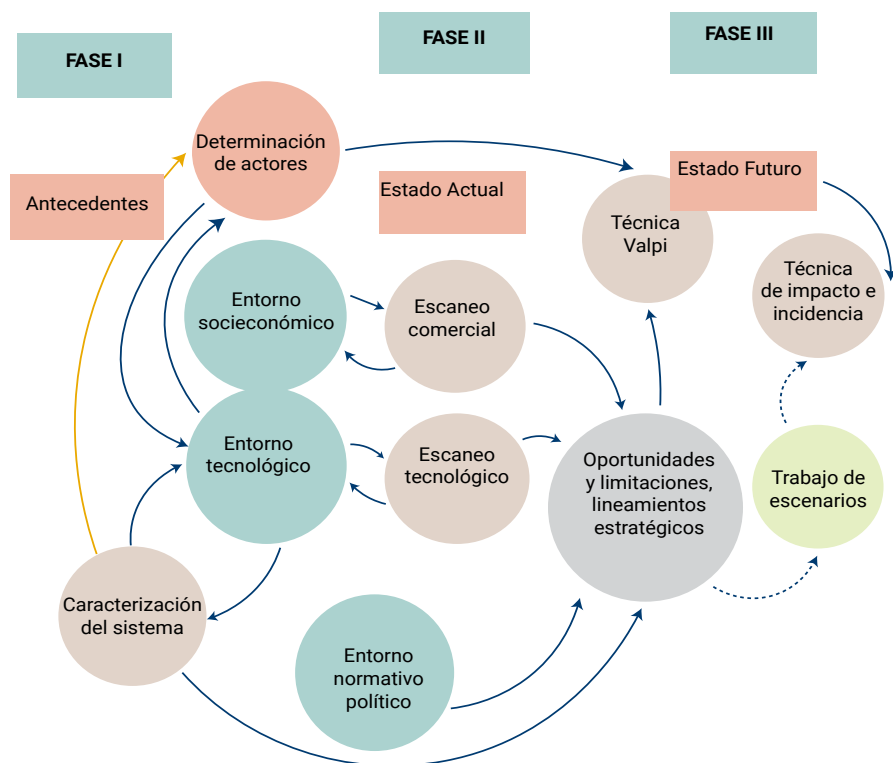 FASE I
FASE II
FASE III
Determinación
de actores
Antecedentes
Estado Actual
Estado Futuro
Técnica
Valpi
Técnica
de impacto e
incidencia
Entorno
socieconómico
Escaneo
comercial
Entorno
tecnológico
Escaneo
tecnológico
Oportunidades
y limitaciones,
lineamientos
estratégicos
Trabajo de
escenarios
Caracterización
del sistema
Entorno
normativo
político